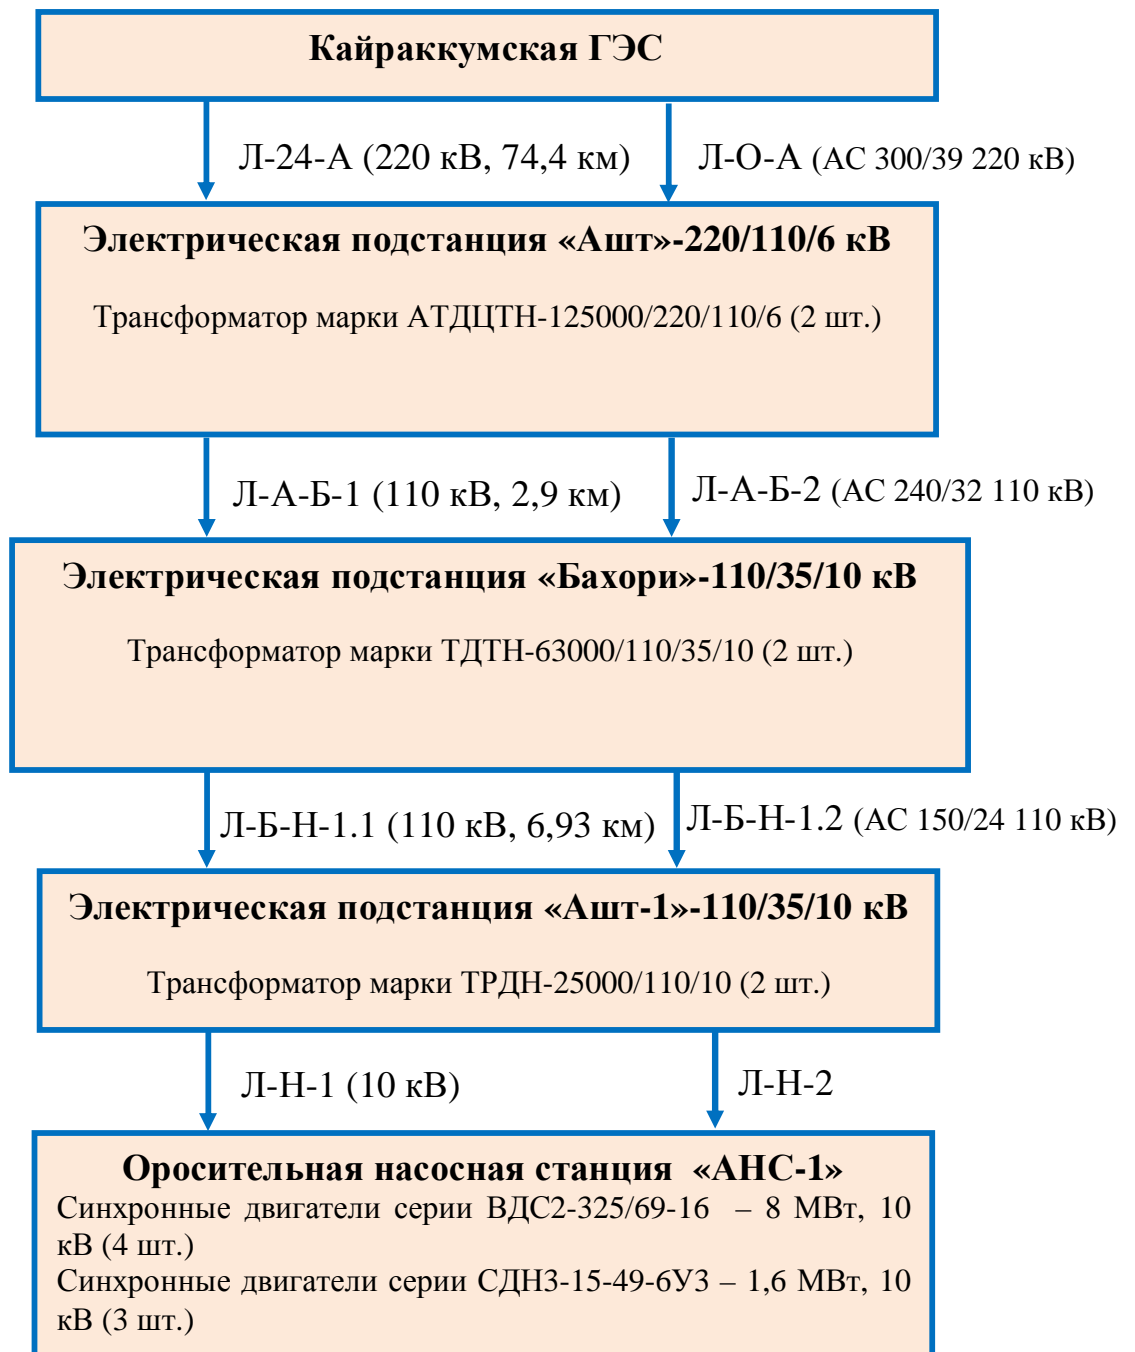 Кайраккумская ГЭС
Л-24-А (220 кВ, 74,4 км)
Л-О-А (АС 300/39 220 кВ)
Электрическая подстанция «Ашт»-220/110/6 кВ
Трансформатор марки АТДЦТН-125000/220/110/6 (2 шт.)
Л-А-Б-1 (110 кВ, 2,9 км)
Л-А-Б-2 (АС 240/32 110 кВ)
Электрическая подстанция «Бахори»-110/35/10 кВ
Трансформатор марки ТДТН-63000/110/35/10 (2 шт.)
Л-Б-Н-1.1 (110 кВ, 6,93 км)
Л-Б-Н-1.2 (АС 150/24 110 кВ)
Электрическая подстанция «Ашт-1»-110/35/10 кВ
Трансформатор марки ТРДН-25000/110/10 (2 шт.)
Л-Н-1 (10 кВ)
Л-Н-2
Оросительная насосная станция «АНС-1»
Синхронные двигатели серии ВДС2-325/69-16 – 8 МВт, 10
кВ (4 шт.)
Синхронные двигатели серии СДН3-15-49-6У3 – 1,6 МВт, 10
кВ (3 шт.)